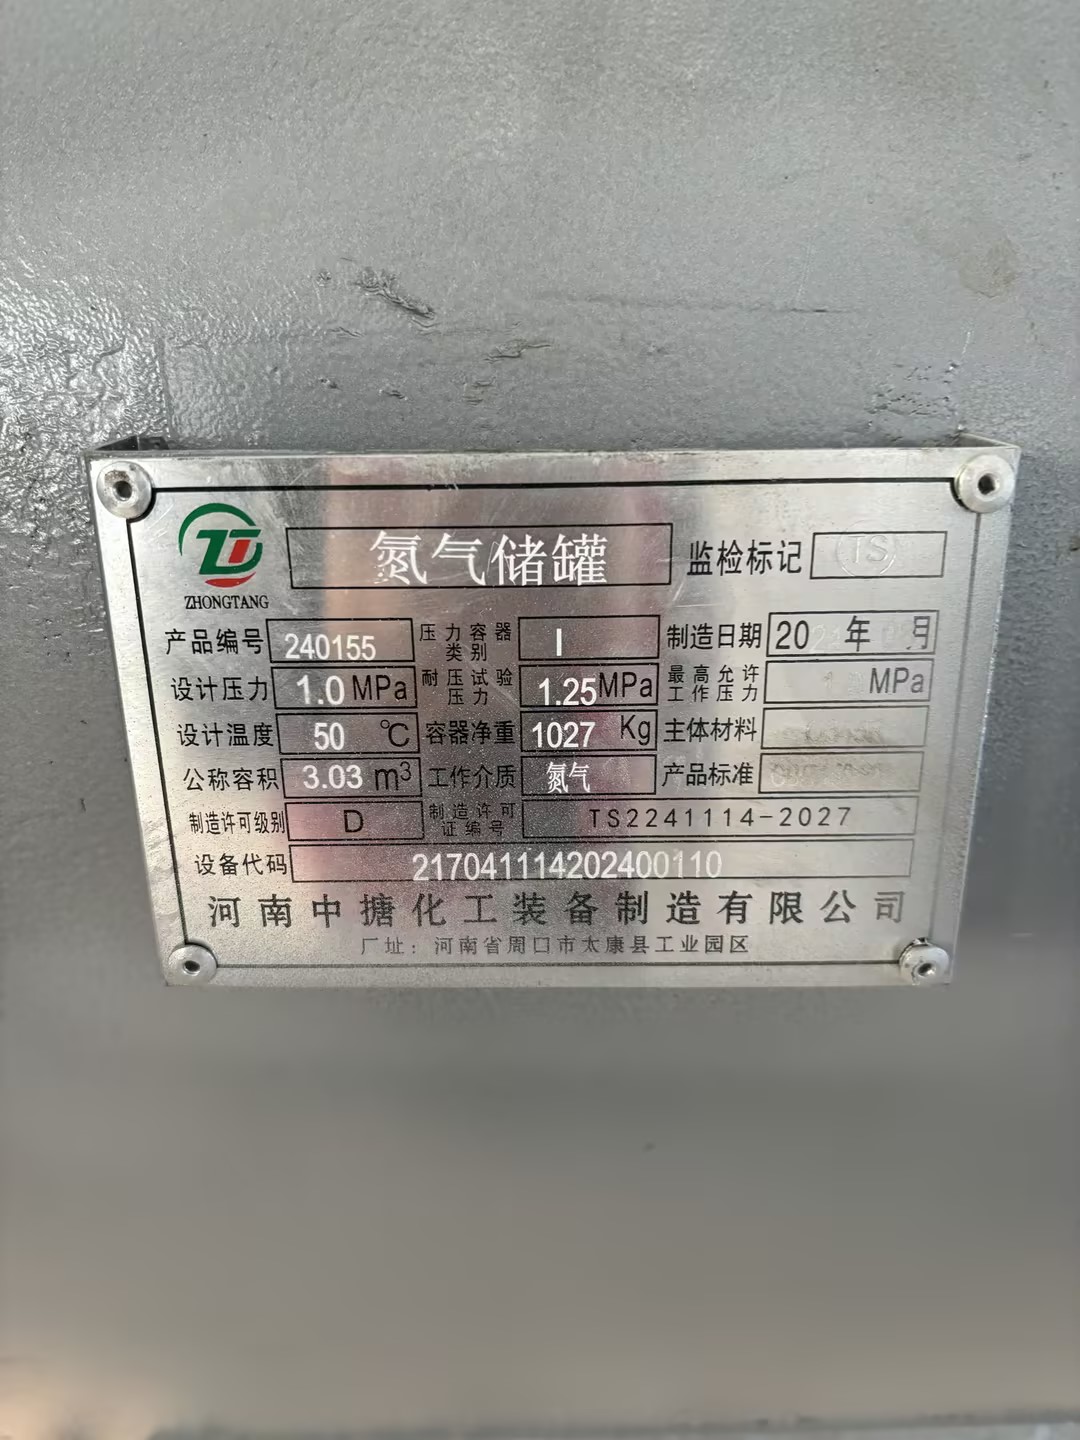 ZHONGTANG
氮气储罐 监检标记 TS
产品编号 240155 压力容器类别 I 制造日期 20 年 月
设计压力 1.0 MPa 耐压试验压力 1.25 MPa 最高允许工作压力 MPa
设计温度 50 ℃ 容器净重 1027 Kg 主体材料
公称容积 3.03 m³ 工作介质 氮气 产品标准
制造许可级别 D 制造许可证编号 TS2241114-2027
设备代码 217041114202400110
河南中搪化工装备制造有限公司
厂址：河南省周口市太康县工业园区